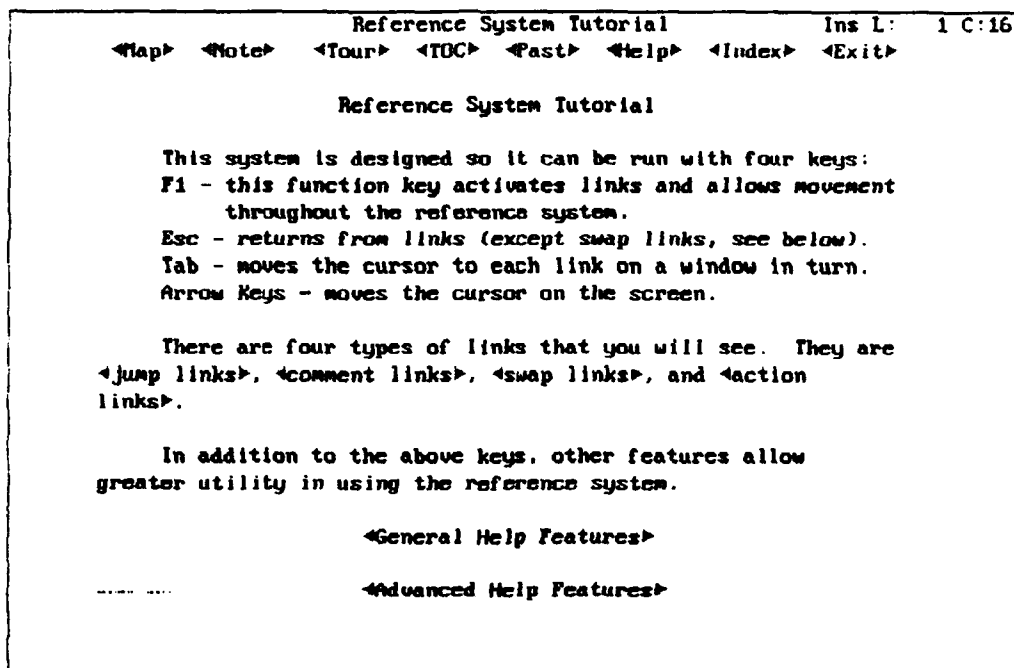 Reference System Tutorial Ins L: 1 C:16
◄Map► ◄Note► ◄Tour► ◄TOC► ◄Past► ◄Help► ◄Index► ◄Exit►
Reference System Tutorial
This system is designed so it can be run with four keys:
F1 - this function key activates links and allows movement
throughout the reference system.
Esc - returns from links (except swap links, see below).
Tab - moves the cursor to each link on a window in turn.
Arrow Keys - moves the cursor on the screen.
There are four types of links that you will see. They are
◄jump links►, ◄comment links►, ◄swap links►, and ◄action
links►.
In addition to the above keys, other features allow
greater utility in using the reference system.
◄General Help Features►
◄Advanced Help Features►